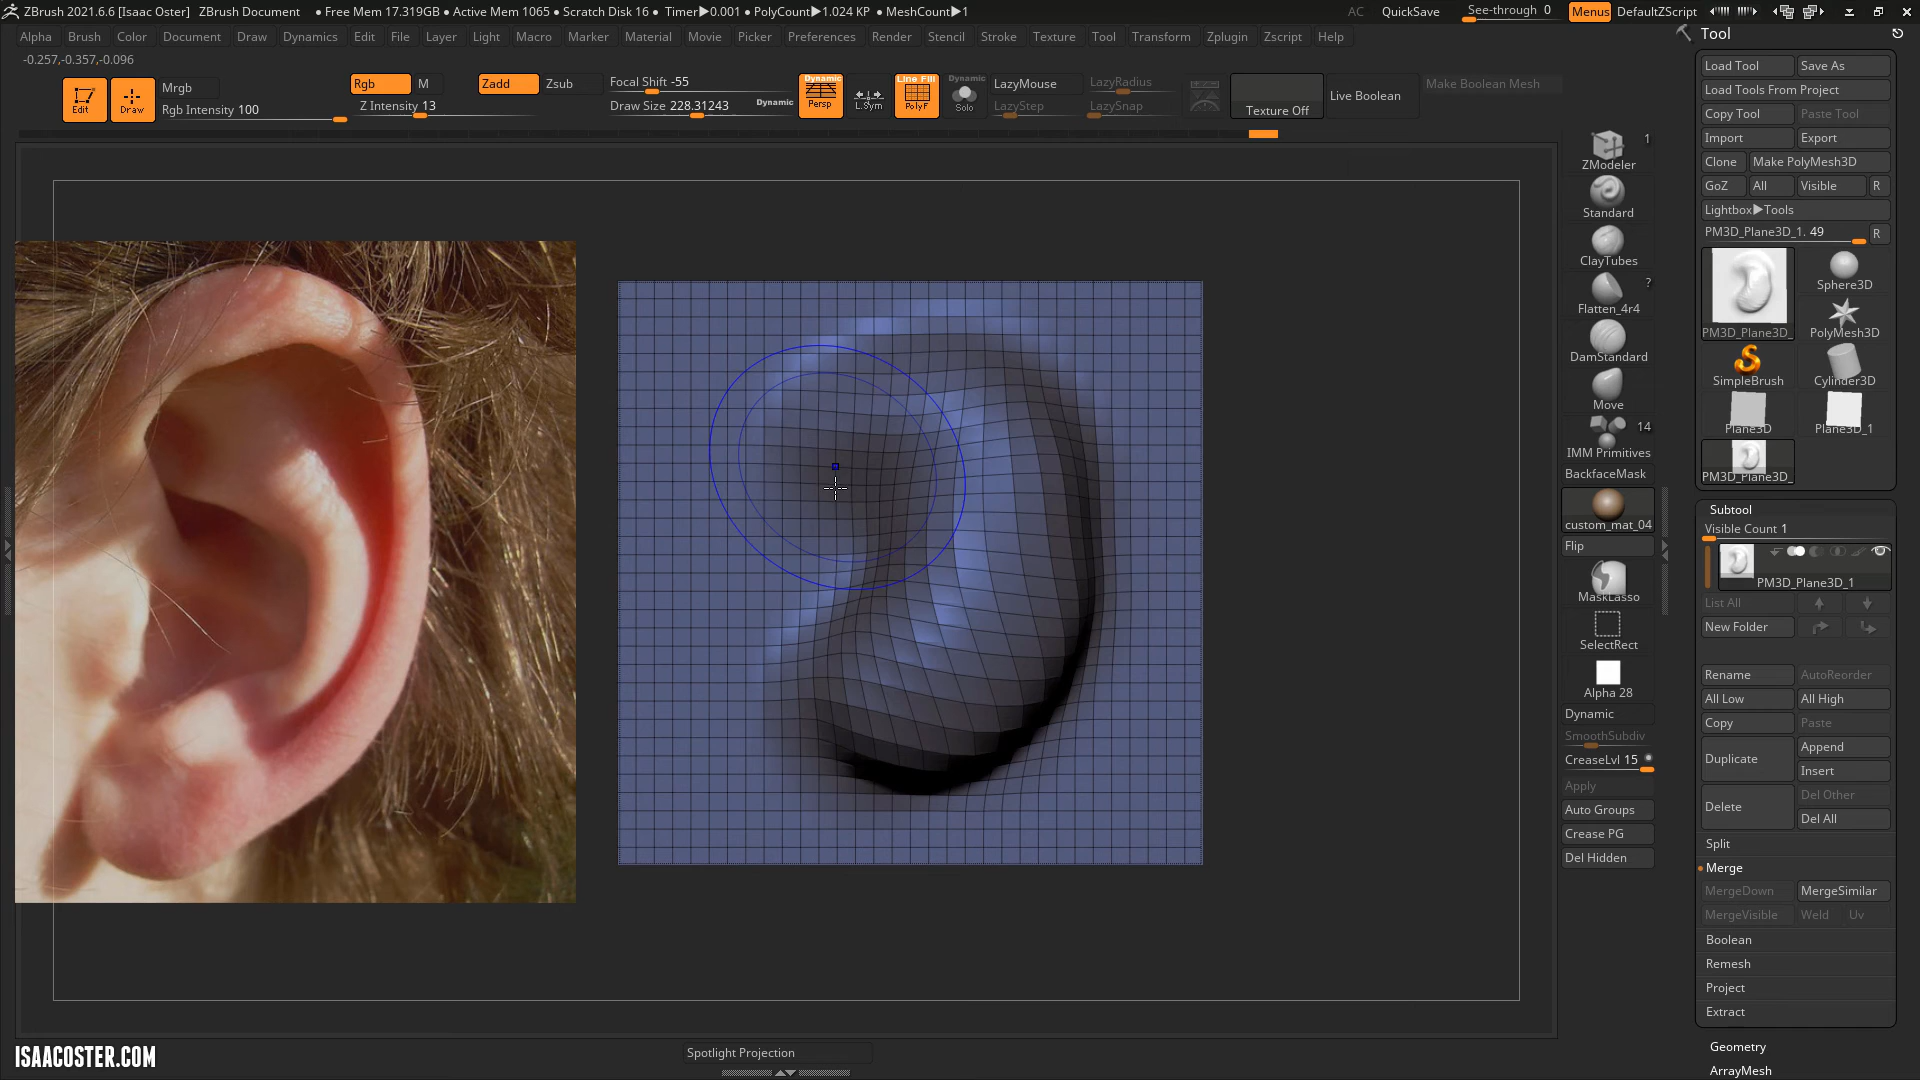 ZBrush 2021.6.6 [Isaac Oster] ZBrush Document • Free Mem 17.319GB • Active Mem 1065 • Scratch Disk 16 • Timer▶0.001 • PolyCount▶1.024 KP • MeshCount▶1 AC QuickSave See-through 0 Menus DefaultZScript
Alpha Brush Color Document Draw Dynamics Edit File Layer Light Macro Marker Material Movie Picker Preferences Render Stencil Stroke Texture Tool Transform Zplugin Zscript Help
-0.257,-0.357,-0.096
Edit
Draw
Mrgb
Rgb Intensity 100
Rgb M
Z Intensity 13
Zadd Zsub
Focal Shift -55
Draw Size 228.31243 Dynamic
Dynamic
Persp
L.Sym
Line Fill
PolyF
Dynamic
Solo
LazyMouse
LazyStep
LazyRadius
LazySnap
Texture Off
Live Boolean
Make Boolean Mesh
1
ZModeler
Standard
ClayTubes
?
Flatten_4r4
DamStandard
Move
14
IMM Primitives
BackfaceMask
custom_mat_04
Flip
MaskLasso
SelectRect
Alpha 28
Dynamic
SmoothSubdiv
CreaseLvl 15
Apply
Auto Groups
Crease PG
Del Hidden
Tool
Load Tool Save As
Load Tools From Project
Copy Tool Paste Tool
Import Export
Clone Make PolyMesh3D
GoZ All Visible R
Lightbox▶Tools
PM3D_Plane3D_1. 49 R
PM3D_Plane3D_
Sphere3D
PolyMesh3D
SimpleBrush
Cylinder3D
Plane3D
Plane3D_1
PM3D_Plane3D_
Subtool
Visible Count 1
PM3D_Plane3D_1
List All
New Folder
Rename AutoReorder
All Low All High
Copy Paste
Duplicate
Append
Insert
Delete
Del Other
Del All
Split
Merge
MergeDown MergeSimilar
MergeVisible Weld Uv
Boolean
Remesh
Project
Extract
Geometry
ArrayMesh
ISAACOSTER.COM
Spotlight Projection